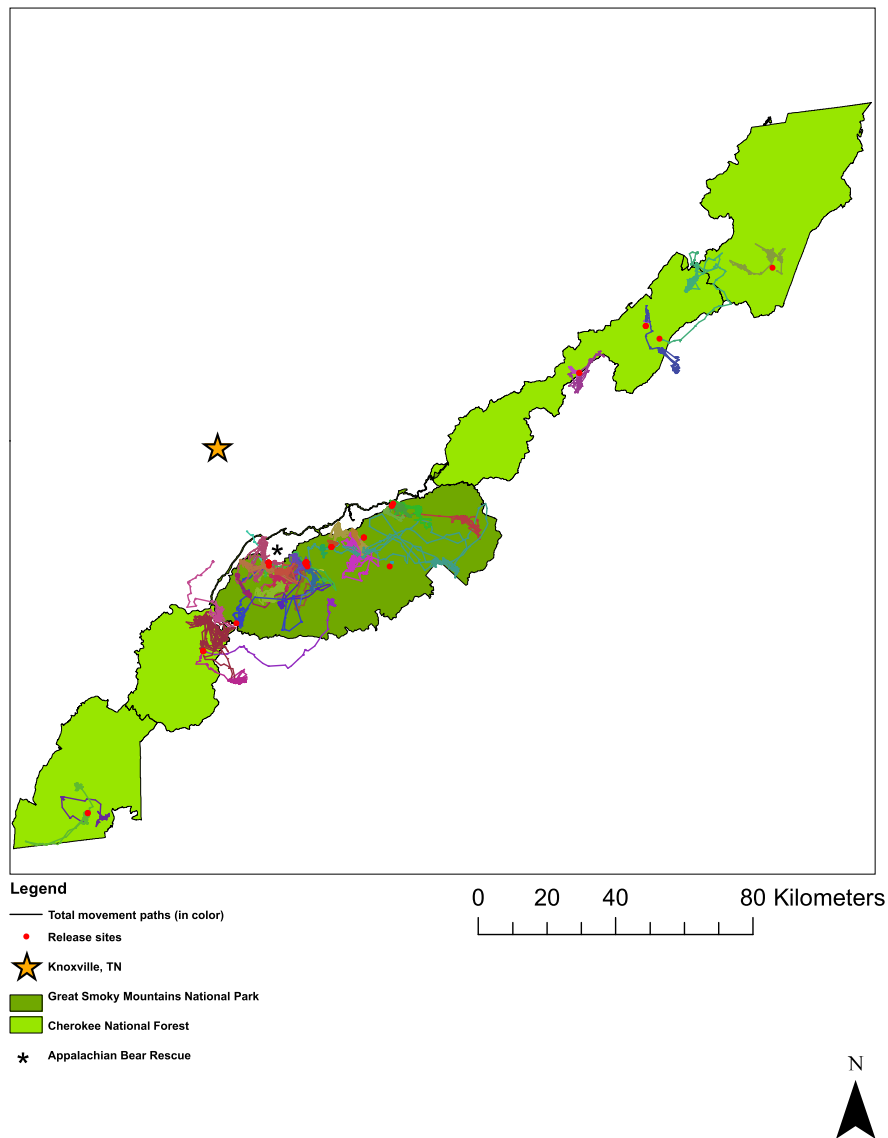 Legend
Total movement paths (in color)
Release sites
Knoxville, TN
Great Smoky Mountains National Park
Cherokee National Forest
*
Appalachian Bear Rescue
0 20 40 80 Kilometers
N